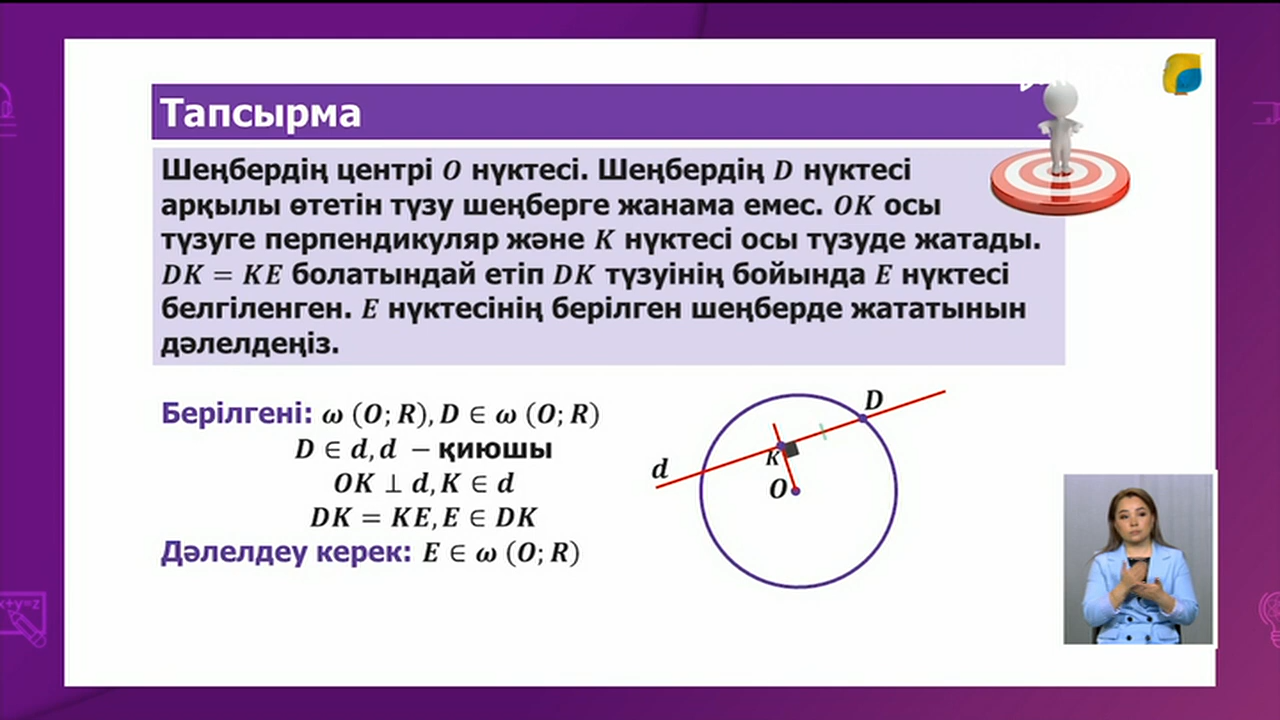 Тапсырма
Шеңбердің центрі O нүктесі. Шеңбердің D нүктесі
арқылы өтетін түзу шеңберге жанама емес. OK осы
түзуге перпендикуляр және K нүктесі осы түзуде жатады.
DK = KE болатындай етіп DK түзуінің бойында E нүктесі
белгіленген. E нүктесінің берілген шеңберде жататынын
дәлелдеңіз.
Берілгені: ω (O; R), D ∈ ω (O; R)
D ∈ d, d − қиюшы
OK ⊥ d, K ∈ d
DK = KE, E ∈ DK
Дәлелдеу керек: E ∈ ω (O; R)
D
d
K
O
x+y=z